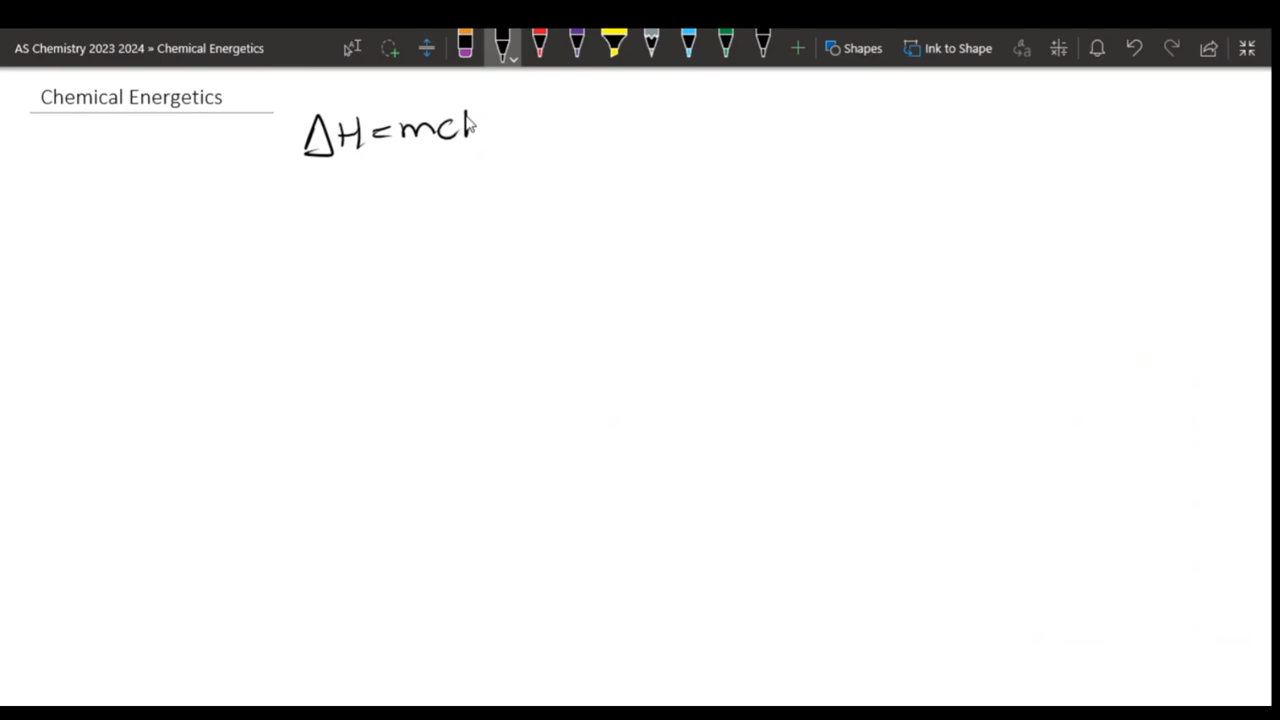 AS Chemistry 2023 2024 » Chemical Energetics
Shapes
Ink to Shape
Chemical Energetics
ΔH = mc